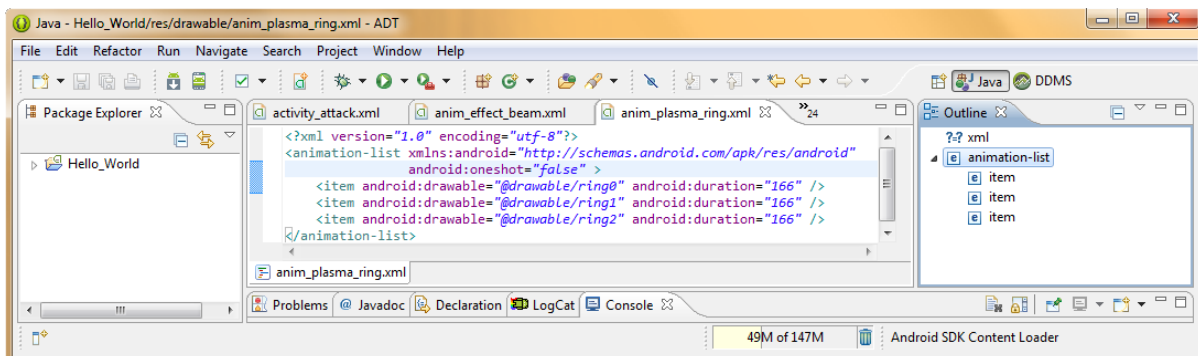 Java - Hello_World/res/drawable/anim_plasma_ring.xml - ADT
File Edit Refactor Run Navigate Search Project Window Help
Java DDMS
Package Explorer
Hello_World
activity_attack.xml anim_effect_beam.xml anim_plasma_ring.xml »24
<?xml version="1.0" encoding="utf-8"?>
<animation-list xmlns:android="http://schemas.android.com/apk/res/android"
android:oneshot="false" >
<item android:drawable="@drawable/ring0" android:duration="166" />
<item android:drawable="@drawable/ring1" android:duration="166" />
<item android:drawable="@drawable/ring2" android:duration="166" />
</animation-list>
anim_plasma_ring.xml
Outline
?=? xml
e animation-list
e item
e item
e item
Problems @ Javadoc Declaration LogCat Console
49M of 147M
Android SDK Content Loader